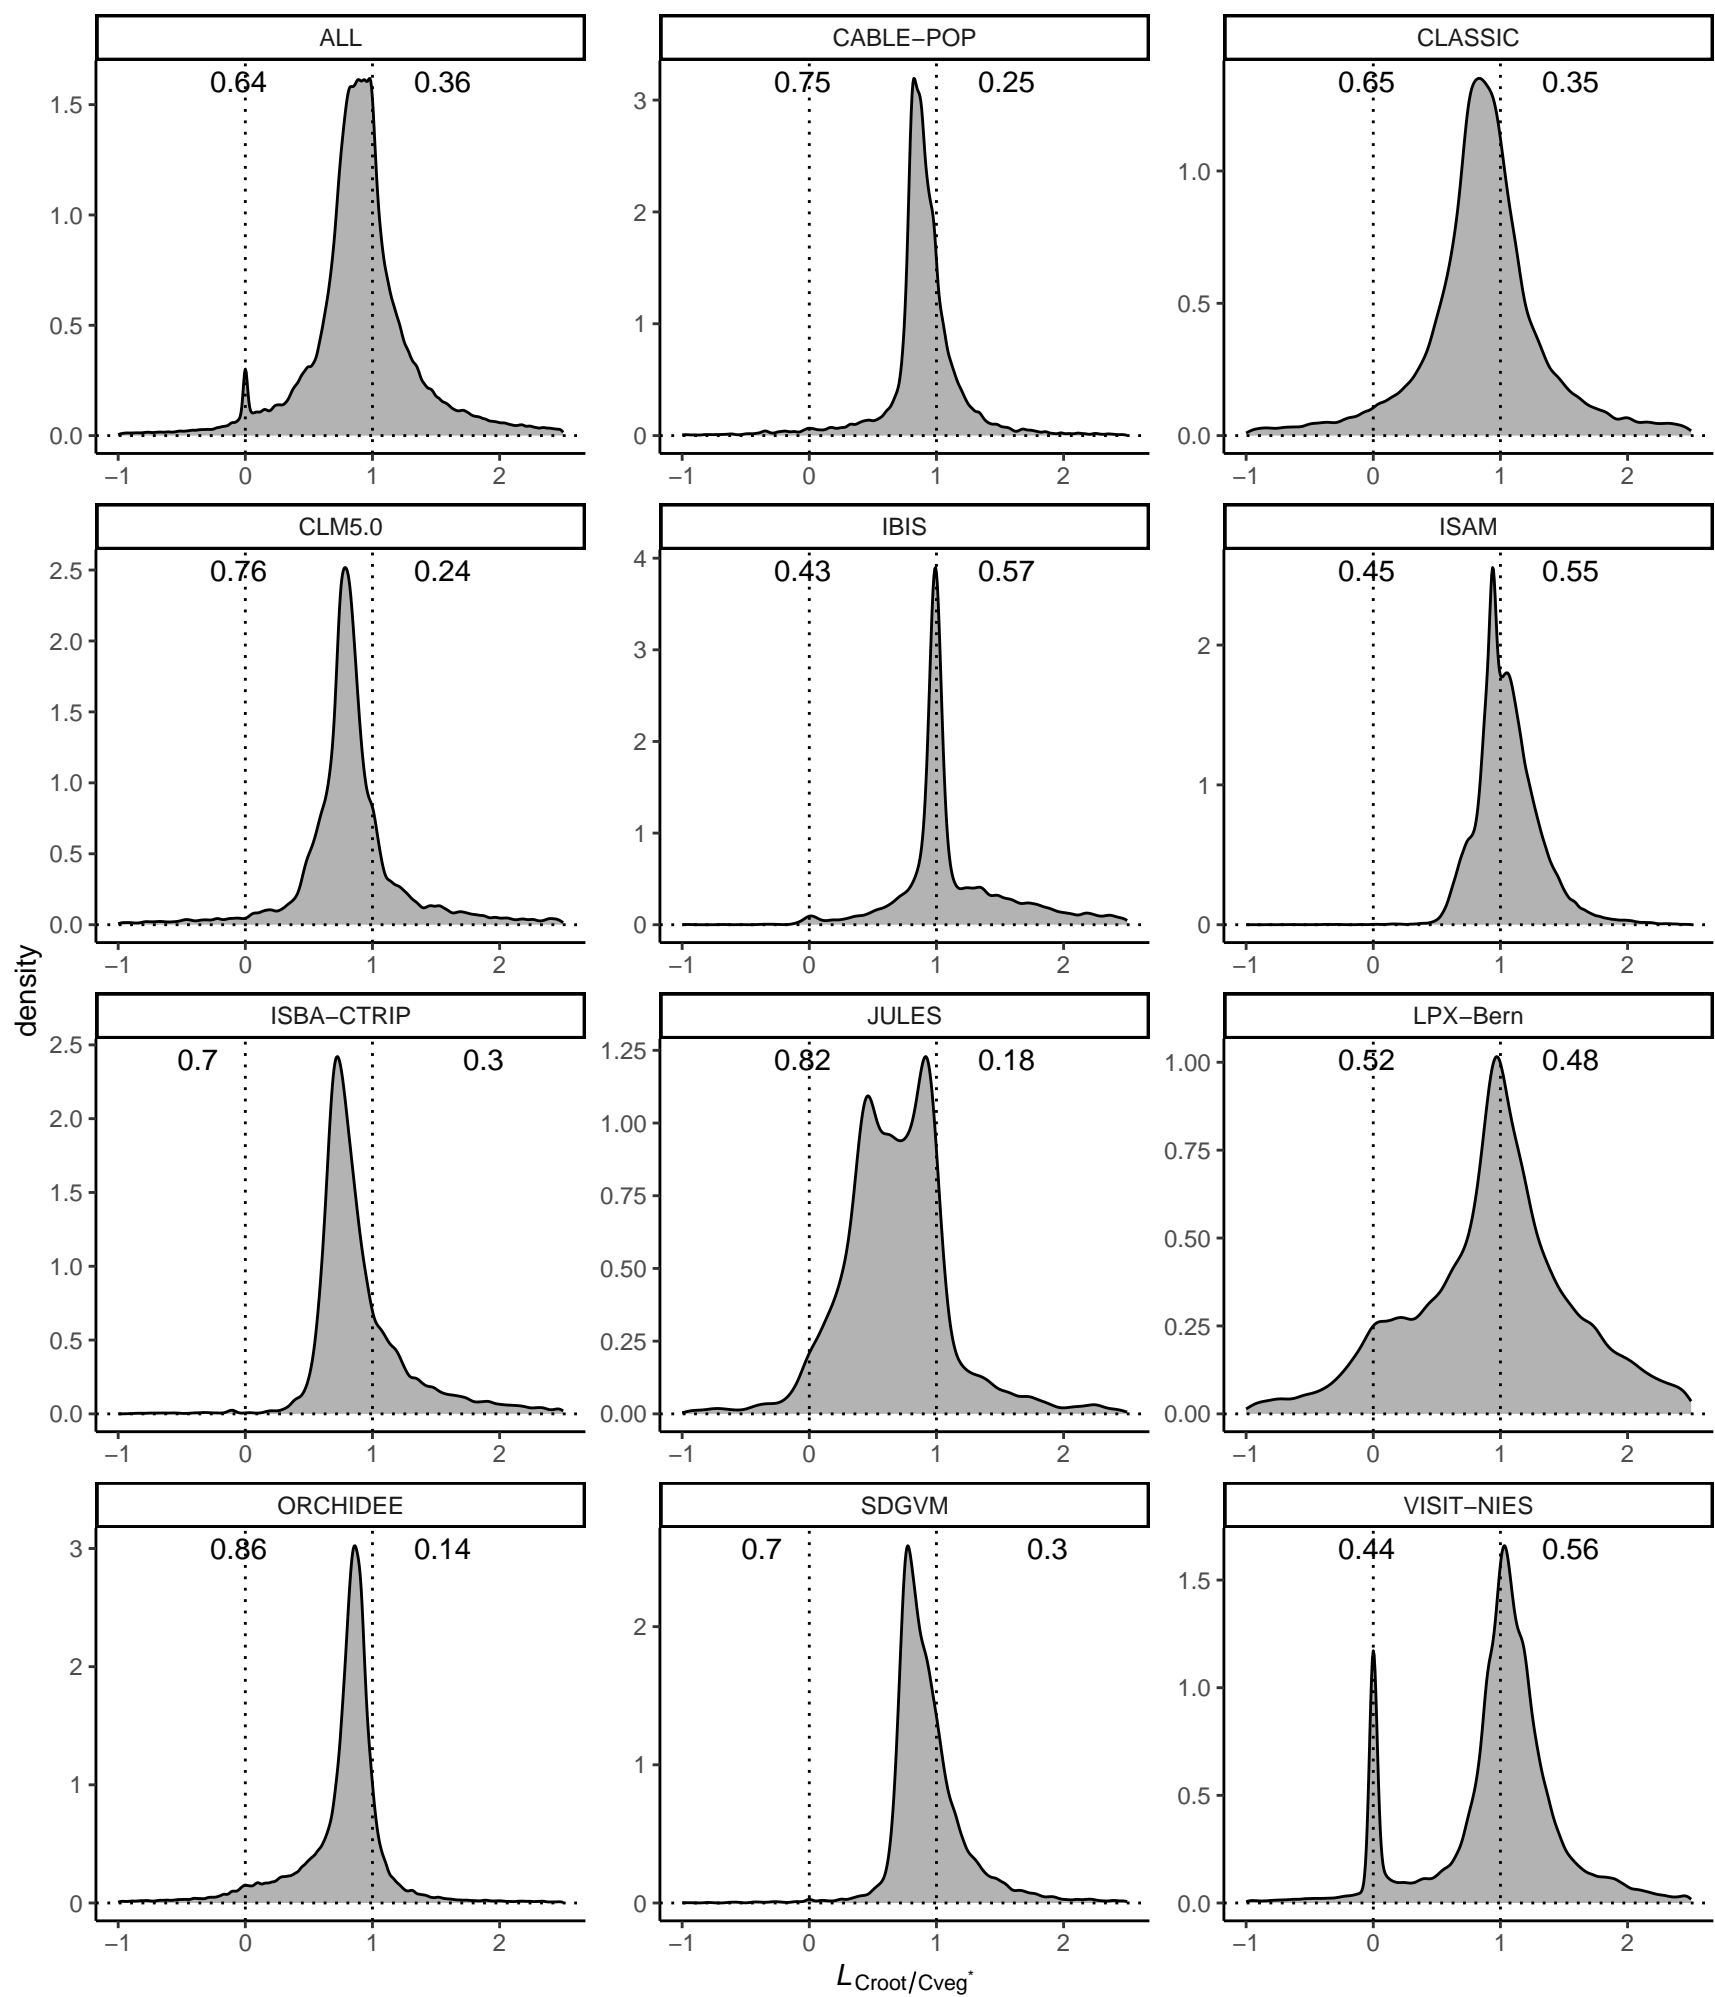 ALL
0.64 0.36
1.5
1.0
0.5
0.0
−1 0 1 2
CABLE−POP
0.75 0.25
3
2
1
0
−1 0 1 2
CLASSIC
0.65 0.35
1.0
0.5
0.0
−1 0 1 2
CLM5.0
0.76 0.24
2.5
2.0
1.5
1.0
0.5
0.0
−1 0 1 2
IBIS
0.43 0.57
4
3
2
1
0
−1 0 1 2
ISAM
0.45 0.55
2
1
0
−1 0 1 2
density
ISBA−CTRIP
0.7 0.3
2.5
2.0
1.5
1.0
0.5
0.0
−1 0 1 2
JULES
0.82 0.18
1.25
1.00
0.75
0.50
0.25
0.00
−1 0 1 2
LPX−Bern
0.52 0.48
1.00
0.75
0.50
0.25
0.00
−1 0 1 2
ORCHIDEE
0.86 0.14
3
2
1
0
−1 0 1 2
SDGVM
0.7 0.3
2
1
0
−1 0 1 2
VISIT−NIES
0.44 0.56
1.5
1.0
0.5
0.0
−1 0 1 2
L Croot/Cveg*